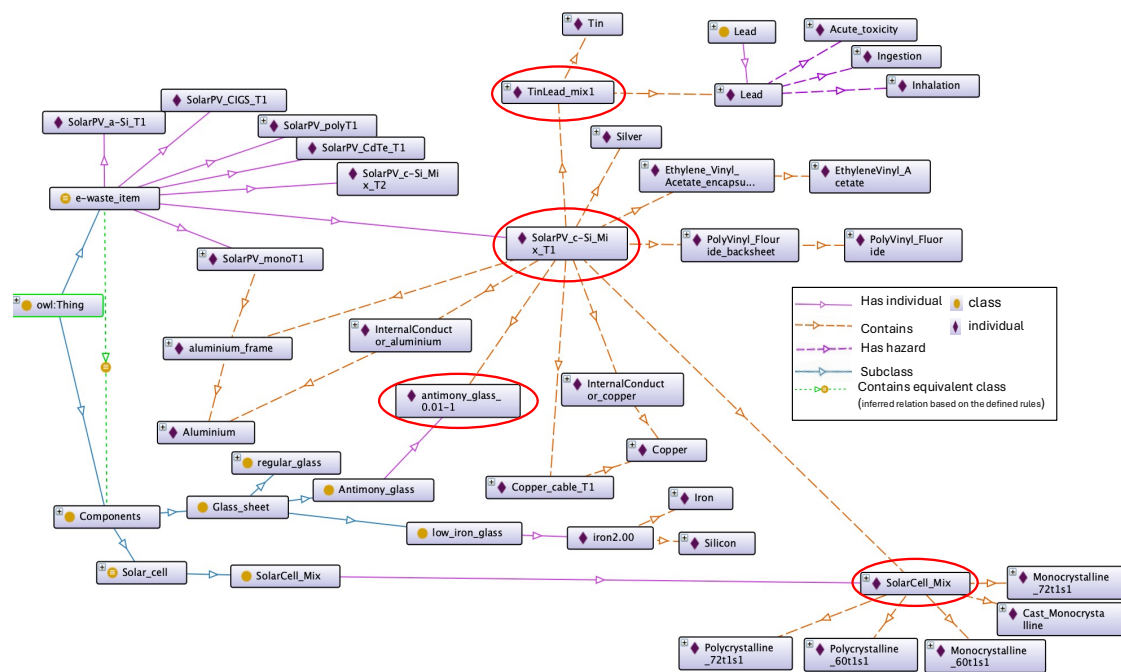 Tin
Lead
Acute_toxicity
Ingestion
Inhalation
TinLead_mix1
Lead
SolarPV_CIGS_T1
SolarPV_a-Si_T1
SolarPV_polyT1
SolarPV_CdTe_T1
SolarPV_c-Si_Mi
x_T2
Silver
Ethylene_Vinyl_
Acetate_encapsu...
EthyleneVinyl_A
cetate
e-waste_item
SolarPV_c-Si_Mi
x_T1
PolyVinyl_Flour
ide_backsheet
PolyVinyl_Fluor
ide
SolarPV_monoT1
owl:Thing
Has individual
class
Contains
individual
Has hazard
Subclass
Contains equivalent class
(inferred relation based on the defined rules)
aluminium_frame
InternalConduct
or_aluminium
antimony_glass_
0.01-1
InternalConduct
or_copper
Aluminium
Copper
regular_glass
Antimony_glass
Copper_cable_T1
Components
Glass_sheet
Iron
low_iron_glass
iron2.00
Silicon
Solar_cell
SolarCell_Mix
SolarCell_Mix
Monocrystalline
_72t1s1
Cast_Monocrysta
lline
Polycrystalline
_72t1s1
Polycrystalline
_60t1s1
Monocrystalline
_60t1s1